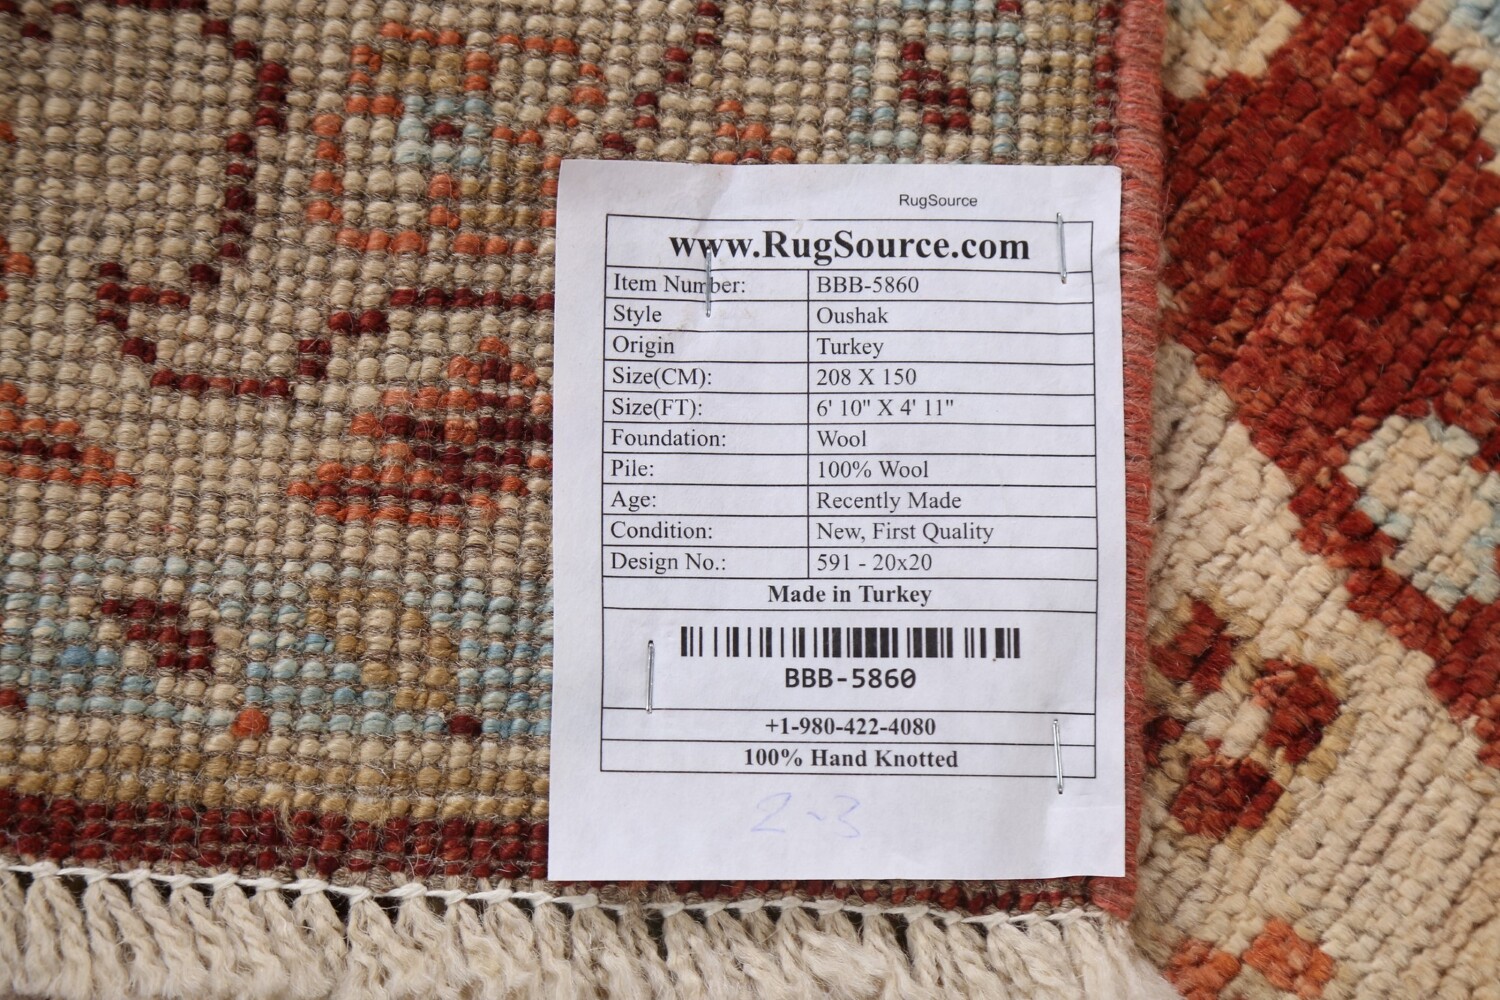 RugSource
www.RugSource.com
Item Number: BBB-5860
Style Oushak
Origin Turkey
Size(CM): 208 X 150
Size(FT): 6' 10" X 4' 11"
Foundation: Wool
Pile: 100% Wool
Age: Recently Made
Condition: New, First Quality
Design No.: 591 - 20x20
Made in Turkey
BBB-5860
+1-980-422-4080
100% Hand Knotted
2-3